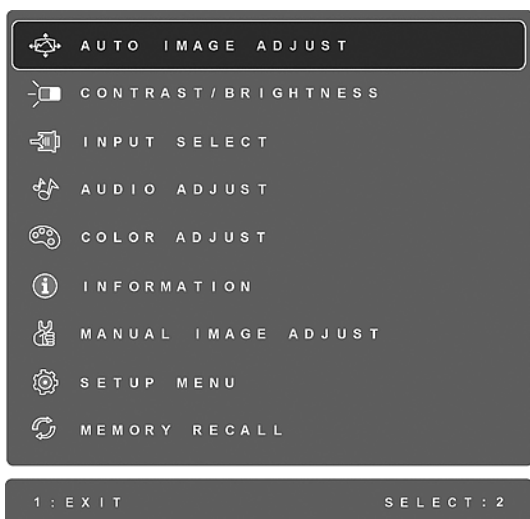 AUTO IMAGE ADJUST
CONTRAST/BRIGHTNESS
INPUT SELECT
AUDIO ADJUST
COLOR ADJUST
INFORMATION
MANUAL IMAGE ADJUST
SETUP MENU
MEMORY RECALL
1:EXIT SELECT:2